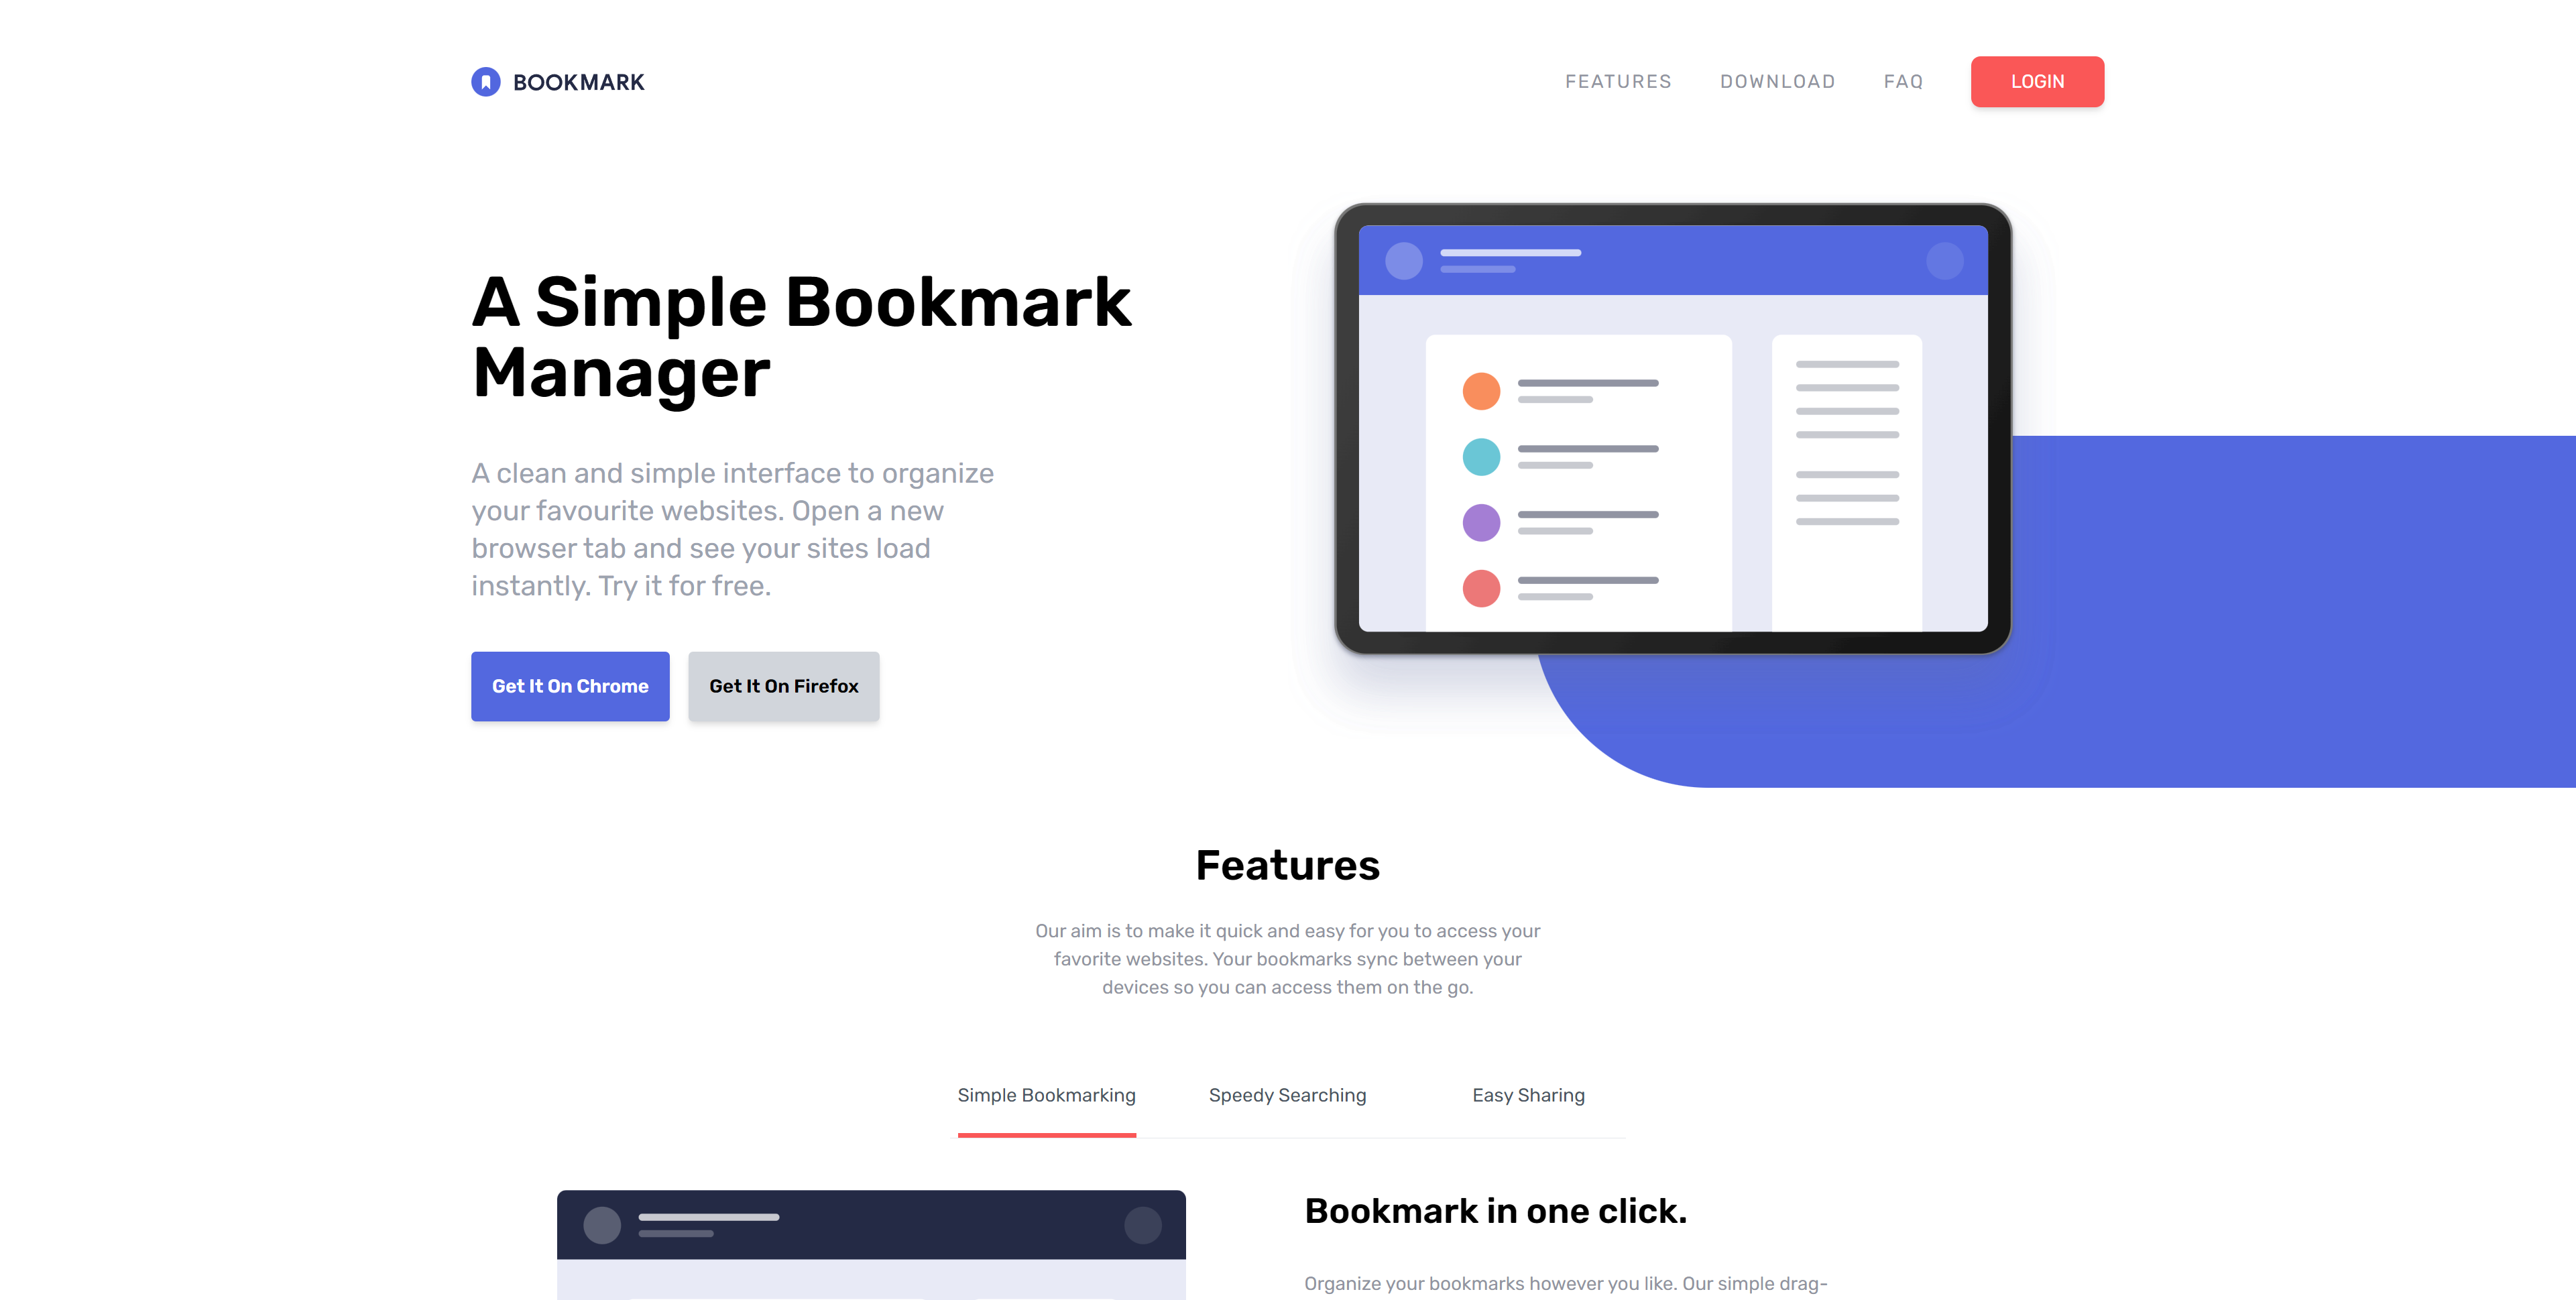 BOOKMARK
FEATURES
DOWNLOAD
FAQ
LOGIN
A Simple Bookmark
Manager
A clean and simple interface to organize
your favourite websites. Open a new
browser tab and see your sites load
instantly. Try it for free.
Get It On Chrome
Get It On Firefox
Features
Our aim is to make it quick and easy for you to access your
favorite websites. Your bookmarks sync between your
devices so you can access them on the go.
Simple Bookmarking
Speedy Searching
Easy Sharing
Bookmark in one click.
Organize your bookmarks however you like. Our simple drag-